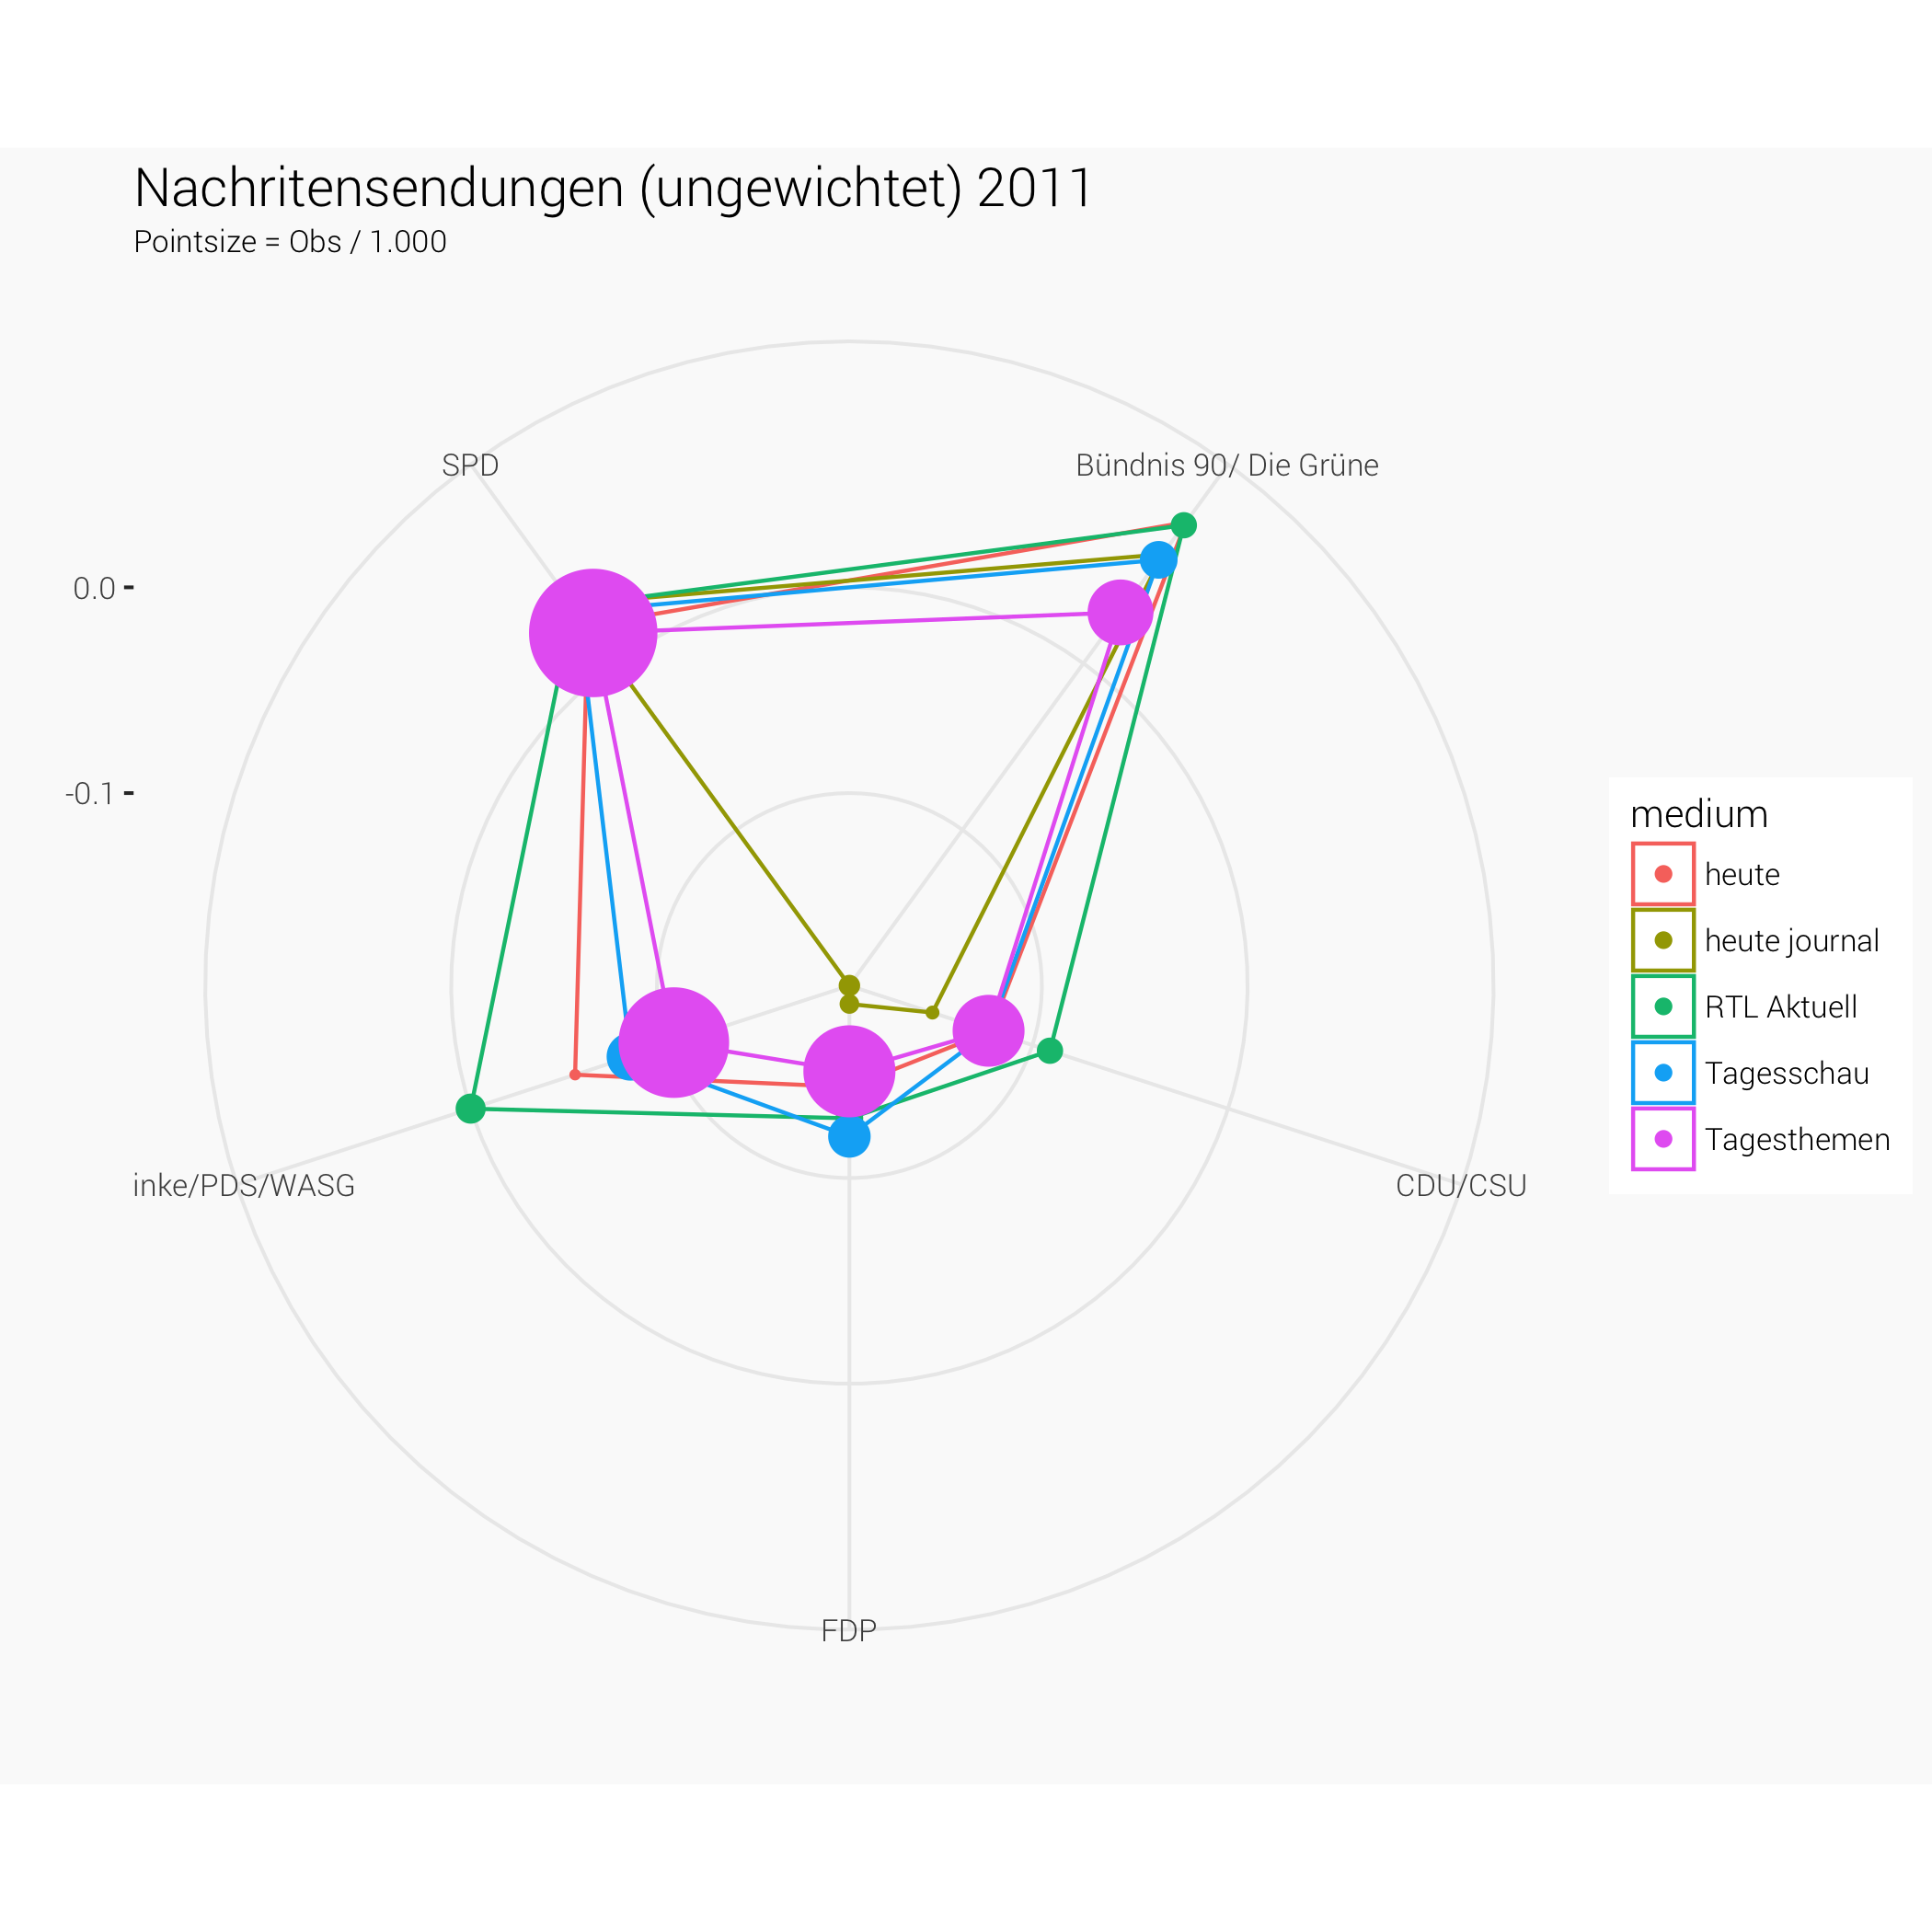 Nachritensendungen (ungewichtet) 2011
Pointsize = Obs / 1.000
SPD
Bündnis 90/ Die Grüne
0.0
-0.1
medium
heute
heute journal
RTL Aktuell
Tagesschau
Tagesthemen
inke/PDS/WASG
CDU/CSU
FDP